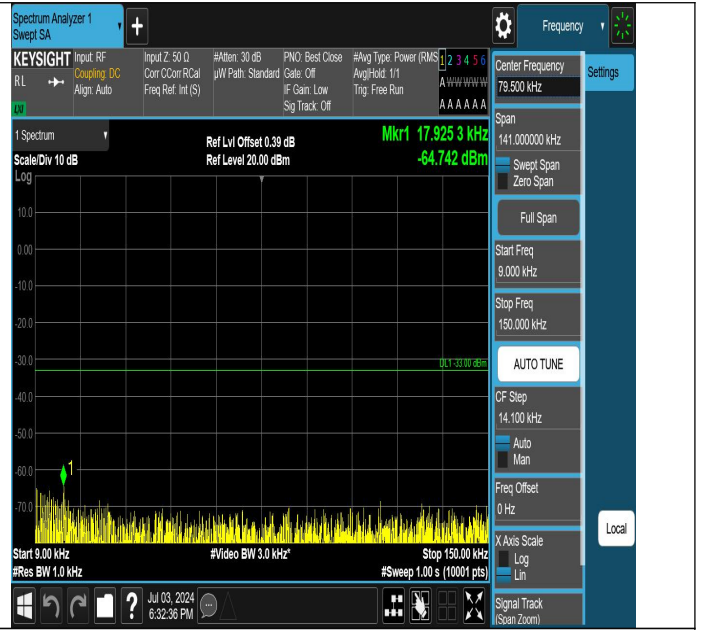 Spectrum Analyzer 1
Swept SA
Frequency
KEYSIGHT
RL
LXI
Input: RF
Coupling: DC
Align: Auto
Input Z: 50 Ω
Corr CCorr RCal
Freq Ref: Int (S)
#Atten: 30 dB
µW Path: Standard
PNO: Best Close
Gate: Off
IF Gain: Low
Sig Track: Off
#Avg Type: Power (RMS
Avg|Hold: 1/1
Trig: Free Run
1 2 3 4 5 6
A W W W W W
A A A A A A
1 Spectrum
Scale/Div 10 dB
Log
Ref Lvl Offset 0.39 dB
Ref Level 20.00 dBm
Mkr1 17.925 3 kHz
-64.742 dBm
10.0
0.00
-10.0
-20.0
-30.0
-40.0
-50.0
-60.0
-70.0
DL1 -33.00 dBm
1
Start 9.00 kHz
#Res BW 1.0 kHz
#Video BW 3.0 kHz*
Stop 150.00 kHz
#Sweep 1.00 s (10001 pts)
Jul 03, 2024
6:32:36 PM
Center Frequency
79.500 kHz
Span
141.000000 kHz
Swept Span
Zero Span
Full Span
Start Freq
9.000 kHz
Stop Freq
150.000 kHz
AUTO TUNE
CF Step
14.100 kHz
Auto
Man
Freq Offset
0 Hz
X Axis Scale
Log
Lin
Signal Track
(Span Zoom)
Settings
Local